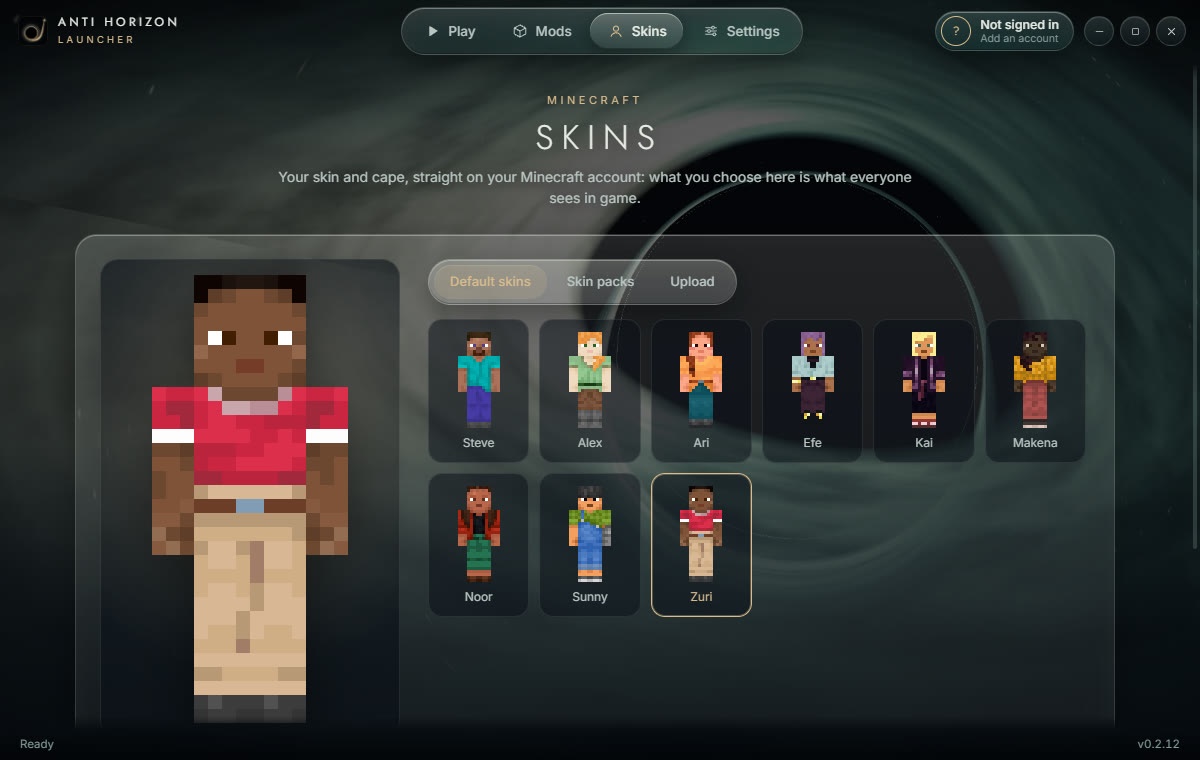 ANTI HORIZON
LAUNCHER
Play
Mods
Skins
Settings
?
Not signed in
Add an account
MINECRAFT
SKINS
Your skin and cape, straight on your Minecraft account: what you choose here is what everyone
sees in game.
Default skins
Skin packs
Upload
Steve
Alex
Ari
Efe
Kai
Makena
Noor
Sunny
Zuri
Ready
v0.2.12